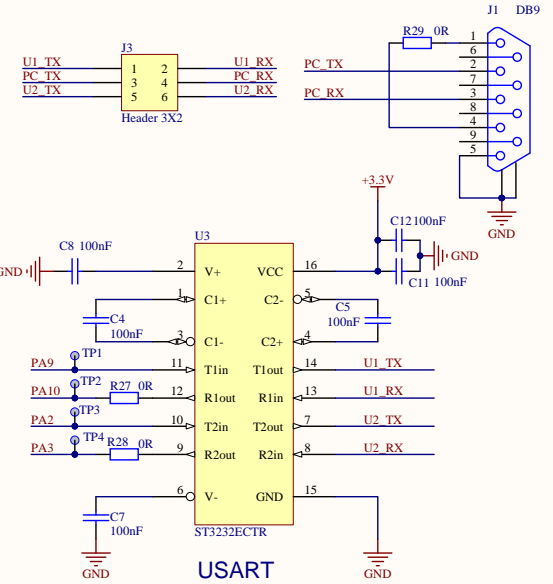 J1 DB9
R29 0R
1
6
2
7
3
8
4
9
5
PC_TX
PC_RX
GND
J3
U1_TX 1 2 U1_RX
PC_TX 3 4 PC_RX
U2_TX 5 6 U2_RX
Header 3X2
+3.3V
C12 100nF
GND
C11 100nF
U3
C8 100nF
GND
2 V+ VCC 16
1 C1+ C2- 5
C4
100nF
C5
100nF
3 C1- C2+ 4
TP1
PA9 11 T1in T1out 14 U1_TX
TP2
PA10 R27 0R 12 R1out R1in 13 U1_RX
TP3
PA2 10 T2in T2out 7 U2_TX
TP4
PA3 R28 0R 9 R2out R2in 8 U2_RX
6 V- GND 15
C7
100nF
ST3232ECTR
GND
USART
GND